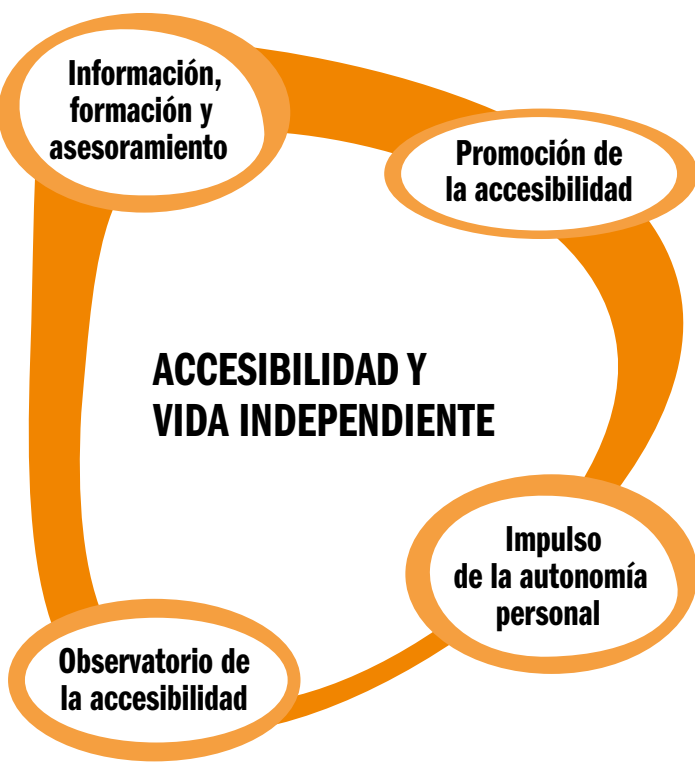 Información,
formación y
asesoramiento
Promoción de
la accesibilidad
ACCESIBILIDAD Y
VIDA INDEPENDIENTE
Impulso
de la autonomía
personal
Observatorio de
la accesibilidad